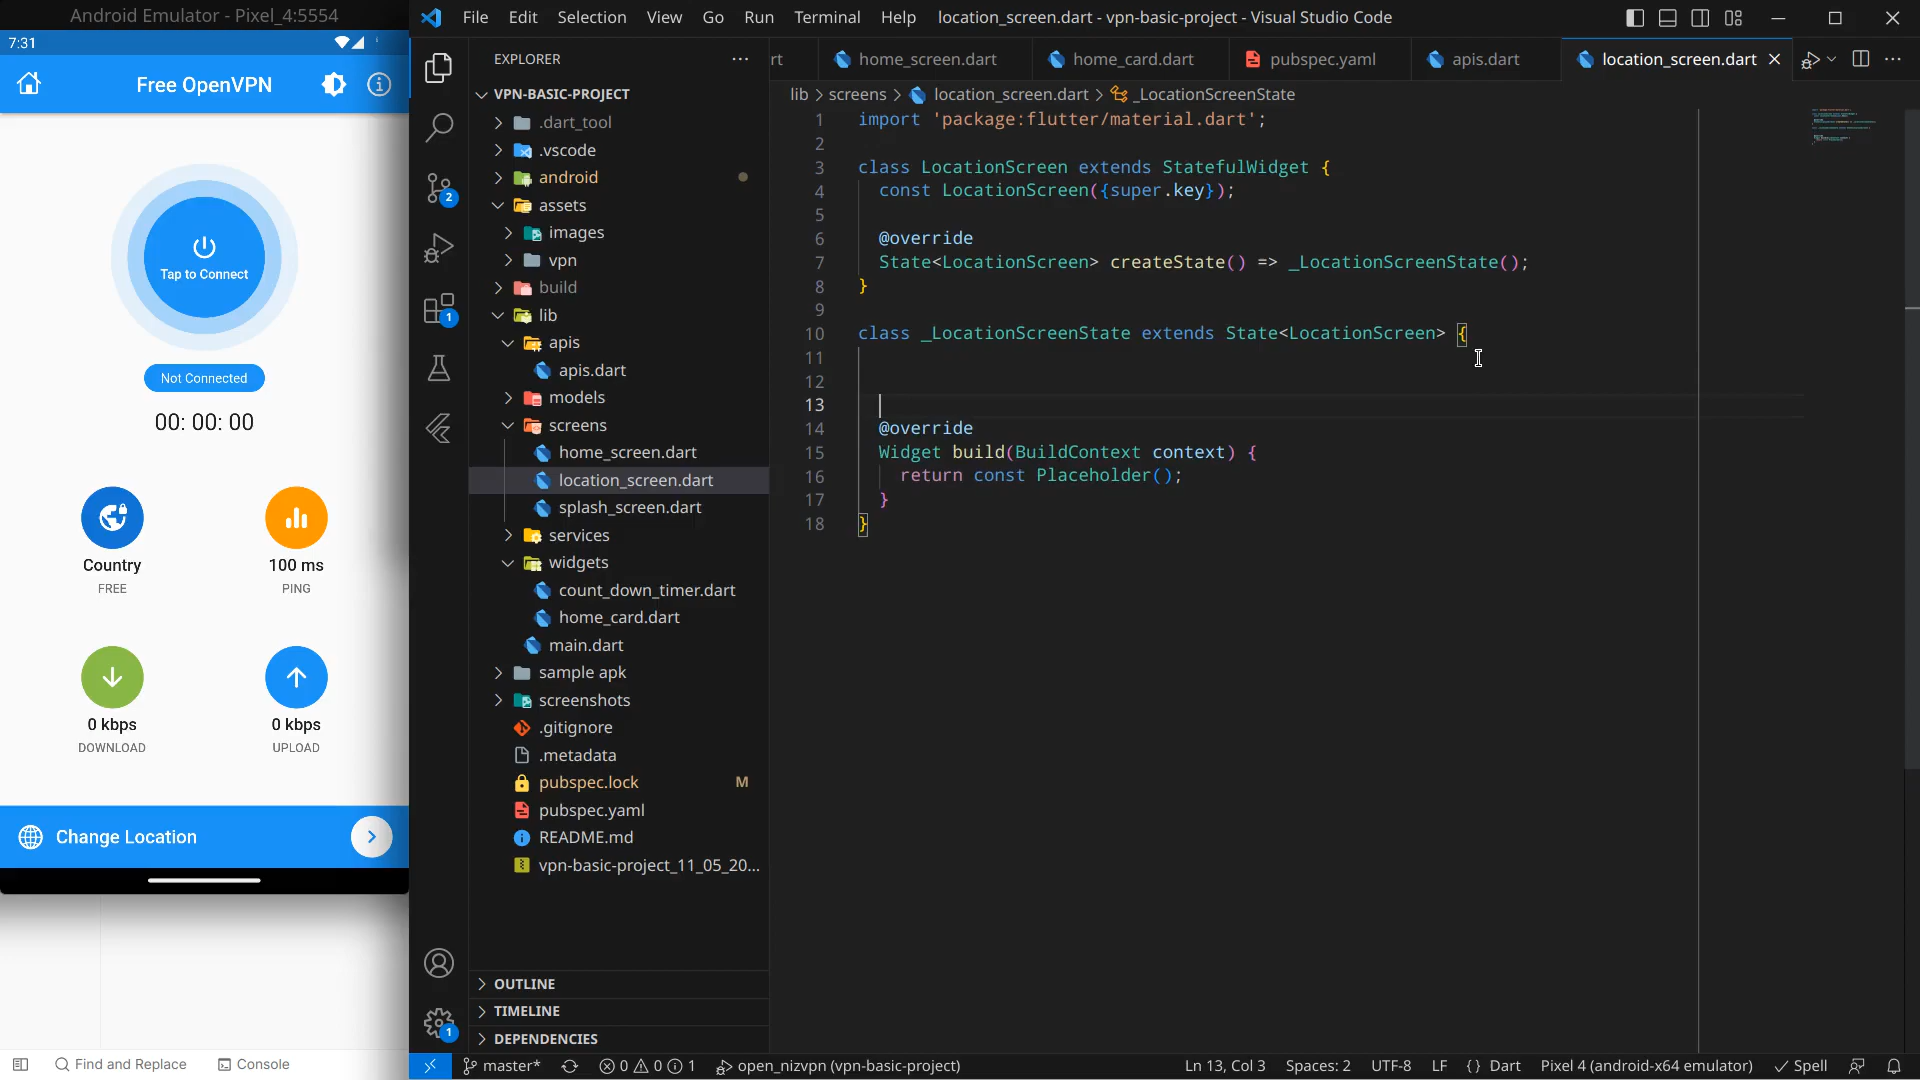 Android Emulator - Pixel_4:5554
7:31
Free OpenVPN
Tap to Connect
Not Connected
00: 00: 00
Country
FREE
100 ms
PING
0 kbps
DOWNLOAD
0 kbps
UPLOAD
Change Location
Find and Replace
Console
File Edit Selection View Go Run Terminal Help
location_screen.dart - vpn-basic-project - Visual Studio Code
EXPLORER
VPN-BASIC-PROJECT
.dart_tool
.vscode
android
assets
images
vpn
build
lib
apis
apis.dart
models
screens
home_screen.dart
location_screen.dart
splash_screen.dart
services
widgets
count_down_timer.dart
home_card.dart
main.dart
sample apk
screenshots
.gitignore
.metadata
pubspec.lock M
pubspec.yaml
README.md
vpn-basic-project_11_05_20...
OUTLINE
TIMELINE
DEPENDENCIES
2
1
1
rt home_screen.dart home_card.dart pubspec.yaml apis.dart location_screen.dart
lib > screens > location_screen.dart > _LocationScreenState
1 import 'package:flutter/material.dart';
2
3 class LocationScreen extends StatefulWidget {
4 const LocationScreen({super.key});
5
6 @override
7 State<LocationScreen> createState() => _LocationScreenState();
8 }
9
10 class _LocationScreenState extends State<LocationScreen> {
11
12
13
14 @override
15 Widget build(BuildContext context) {
16 return const Placeholder();
17 }
18 }
master* 0 0 1 open_nizvpn (vpn-basic-project) Ln 13, Col 3 Spaces: 2 UTF-8 LF {} Dart Pixel 4 (android-x64 emulator) Spell